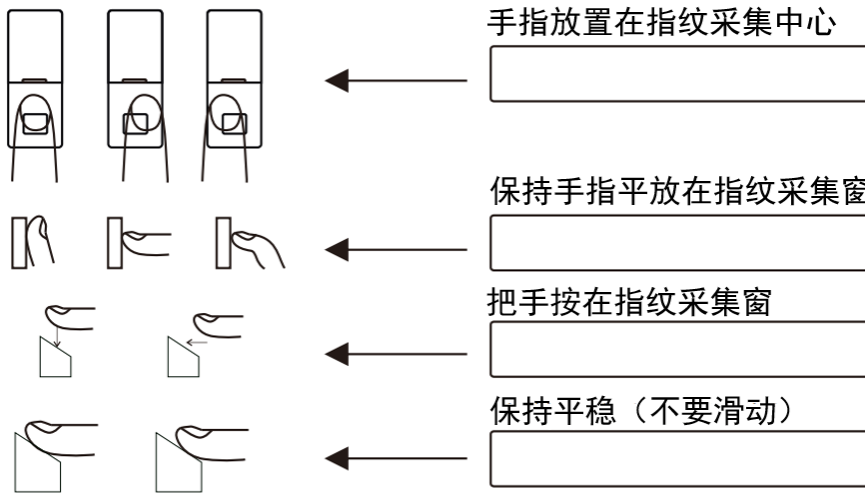 手指放置在指纹采集中心
保持手指平放在指纹采集窗
把手按在指纹采集窗
保持平稳（不要滑动）